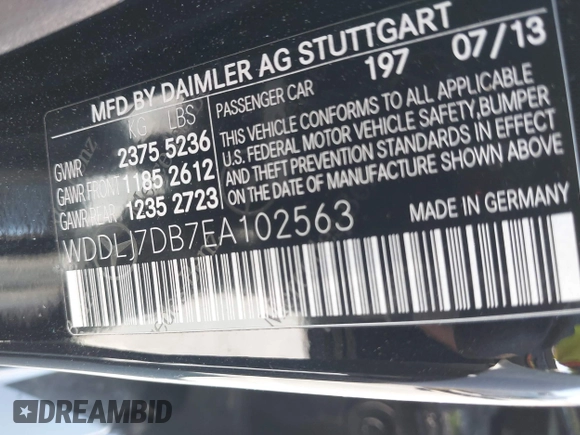 MFD BY DAIMLER AG STUTTGART
197 07/13
KG LBS
PASSENGER CAR
GVWR 2375 5236
GAWR FRONT 1185 2612
GAWR REAR 1235 2723
THIS VEHICLE CONFORMS TO ALL APPLICABLE
U.S. FEDERAL MOTOR VEHICLE SAFETY, BUMPER
AND THEFT PREVENTION STANDARDS IN EFFECT
ON THE DATE OF MANUFACTURE SHOWN ABOVE
WDDLJ7DB7EA102563
MADE IN GERMANY
DREAMBID